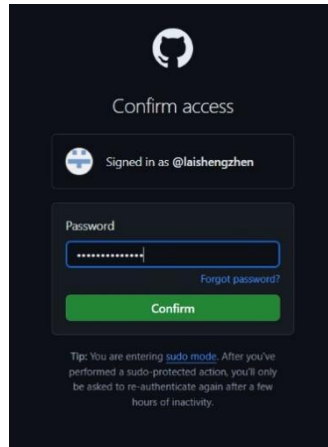 Confirm access
Signed in as @laishengzhen
Password
••••••••••••••
Forgot password?
Confirm
Tip: You are entering sudo mode. After you've
performed a sudo-protected action, you'll only
be asked to re-authenticate again after a few
hours of inactivity.